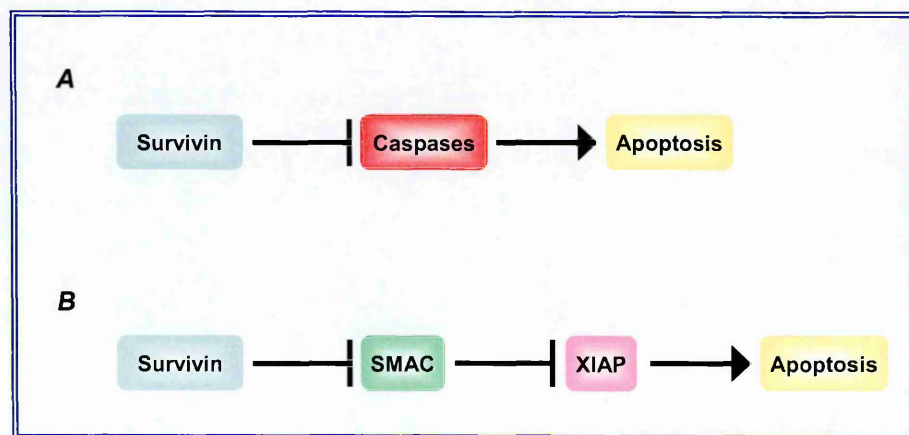 A
Survivin Caspases Apoptosis
B
Survivin SMAC XIAP Apoptosis